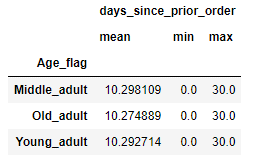 days_since_prior_order
mean min max
Age_flag
Middle_adult 10.298109 0.0 30.0
Old_adult 10.274889 0.0 30.0
Young_adult 10.292714 0.0 30.0